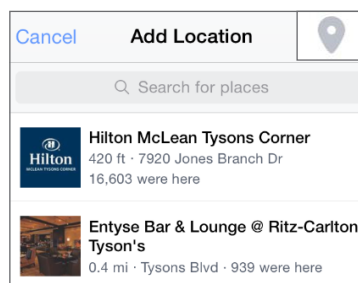 Cancel Add Location
Search for places
Hilton McLean Tysons Corner
Hilton
420 ft · 7920 Jones Branch Dr
MCLEAN TYSONS CORNER
16,603 were here
Entyse Bar & Lounge @ Ritz-Carlton
Tyson's
0.4 mi · Tysons Blvd · 939 were here